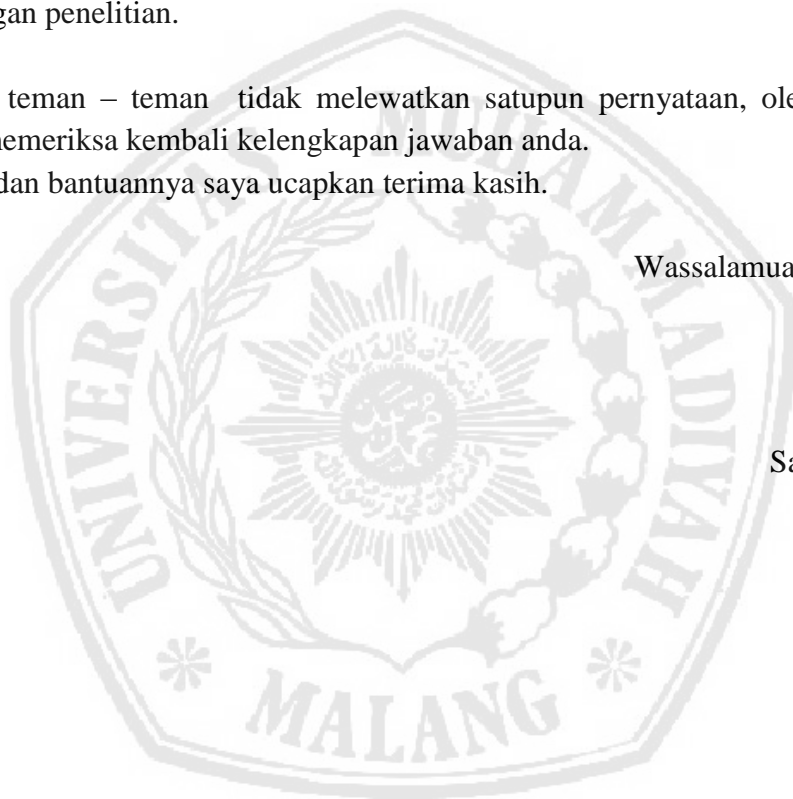 gan penelitian.
teman – teman tidak melewatkan satupun pernyataan, ole
nemeriksa kembali kelengkapan jawaban anda.
dan bantuannya saya ucapkan terima kasih.
Wassalamua
Sa
UNIVERSITAS MUHAMMADIYAH
MALANG